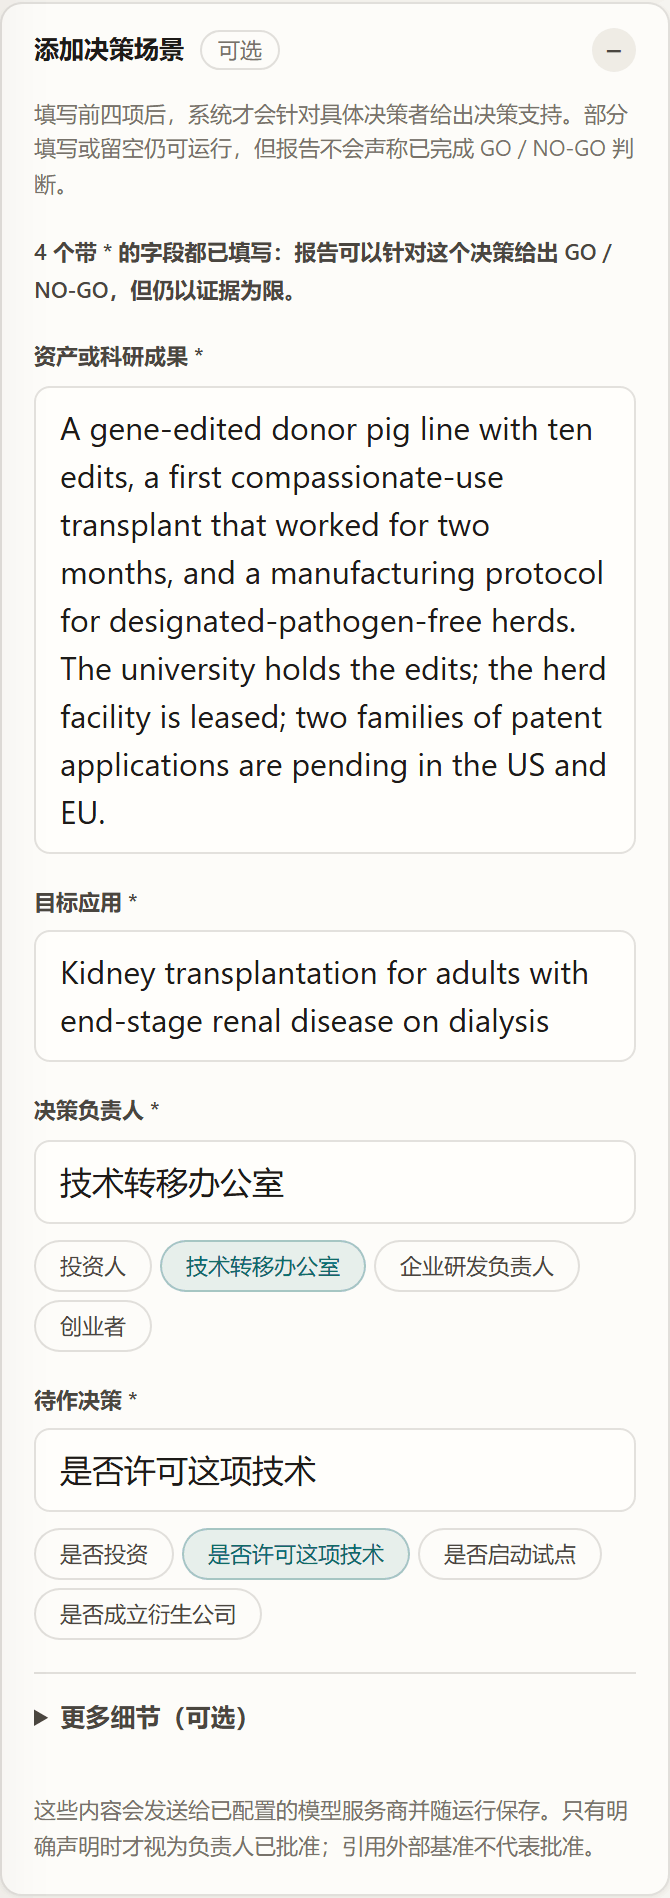 添加决策场景 可选 −
填写前四项后，系统才会针对具体决策者给出决策支持。部分
填写或留空仍可运行，但报告不会声称已完成 GO / NO-GO 判
断。
4 个带 * 的字段都已填写：报告可以针对这个决策给出 GO /
NO-GO，但仍以证据为限。
资产或科研成果 *
A gene-edited donor pig line with ten
edits, a first compassionate-use
transplant that worked for two
months, and a manufacturing protocol
for designated-pathogen-free herds.
The university holds the edits; the herd
facility is leased; two families of patent
applications are pending in the US and
EU.
目标应用 *
Kidney transplantation for adults with
end-stage renal disease on dialysis
决策负责人 *
技术转移办公室
投资人 技术转移办公室 企业研发负责人
创业者
待作决策 *
是否许可这项技术
是否投资 是否许可这项技术 是否启动试点
是否成立衍生公司
▶ 更多细节（可选）
这些内容会发送给已配置的模型服务商并随运行保存。只有明
确声明时才视为负责人已批准；引用外部基准不代表批准。